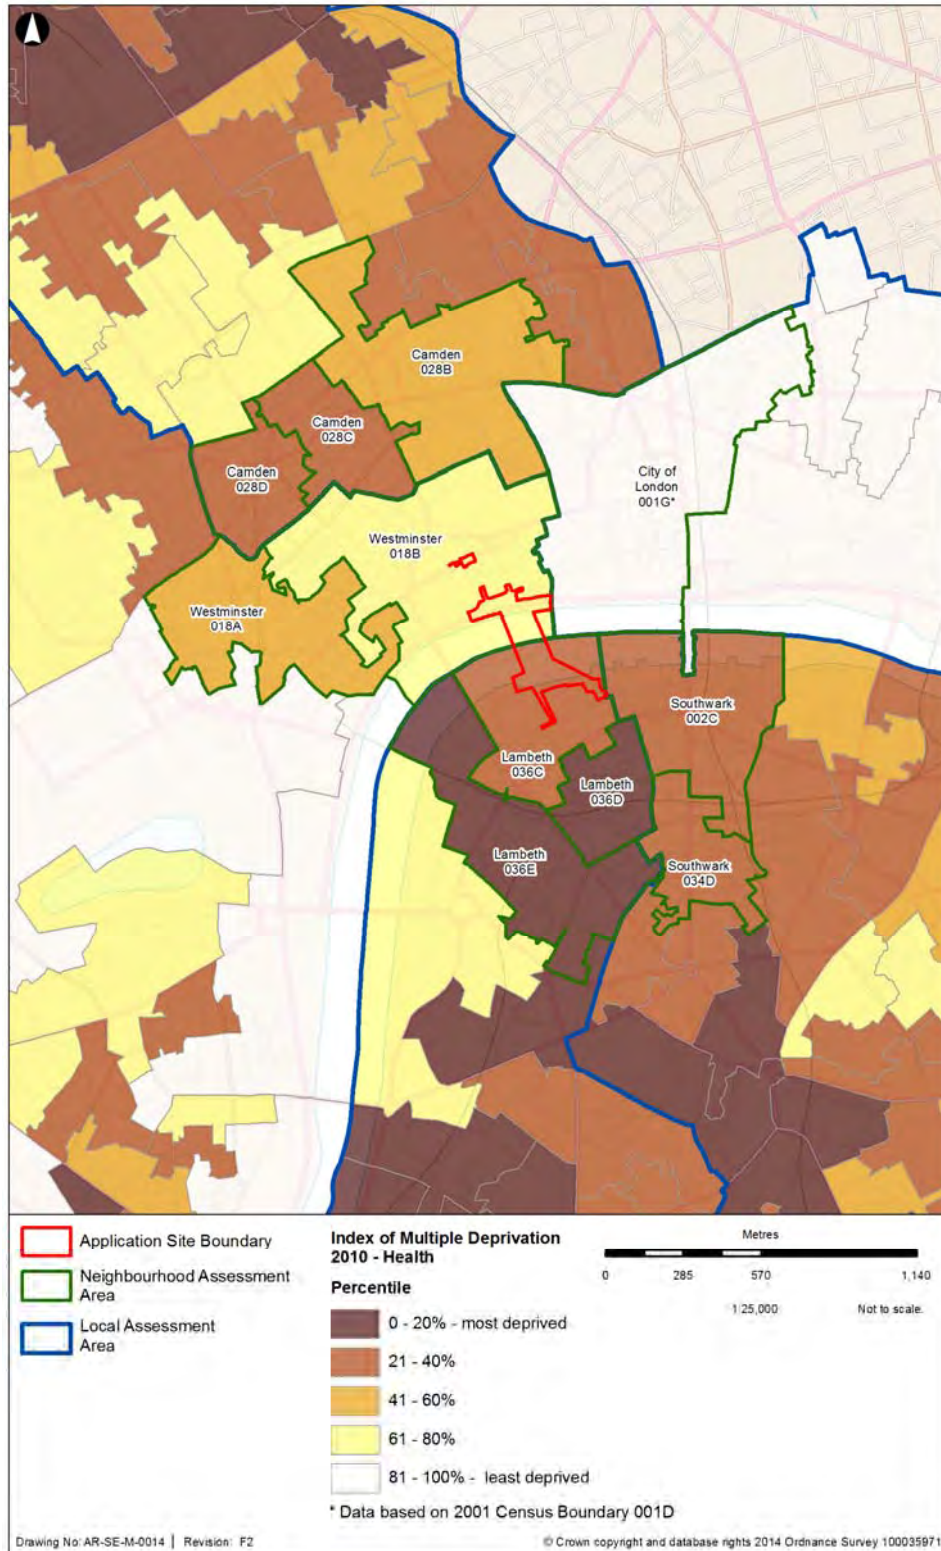 Camden
028B
Camden
028C
Camden
028D
City of
London
001G*
Westminster
018B
Westminster
018A
Southwark
002C
Lambeth
036C
Lambeth
036D
Lambeth
036E
Southwark
034D
Application Site Boundary
Neighbourhood Assessment
Area
Local Assessment
Area
Index of Multiple Deprivation
2010 - Health
Percentile
0 - 20% - most deprived
21 - 40%
41 - 60%
61 - 80%
81 - 100% - least deprived
* Data based on 2001 Census Boundary 001D
Metres
0 285 570 1,140
1:25,000 Not to scale.
Drawing No: AR-SE-M-0014 | Revision: F2
© Crown copyright and database rights 2014 Ordnance Survey 100035971